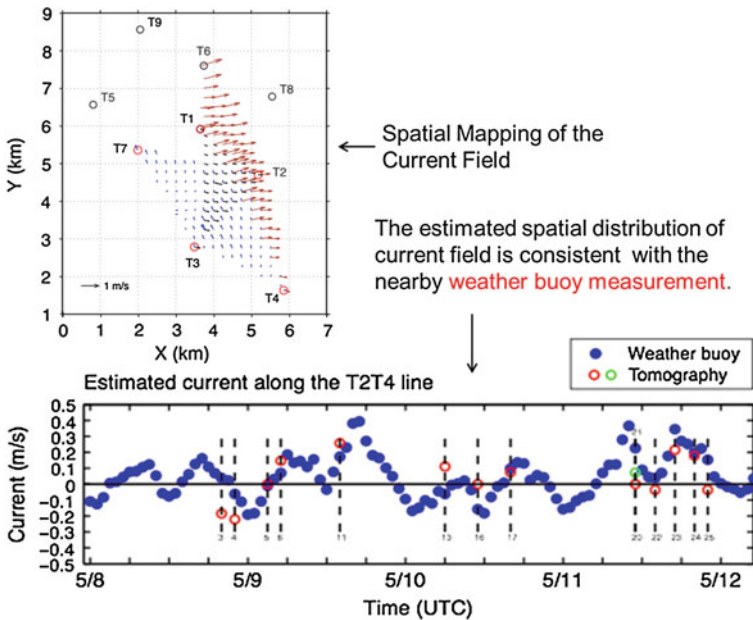 9
8
7
6
5
4
3
2
1
0
Y (km)
T9
T6
T5
T8
T1
T7
T2
T3
T4
1 m/s
0 1 2 3 4 5 6 7
X (km)
Spatial Mapping of the
Current Field
The estimated spatial distribution of
current field is consistent with the
nearby weather buoy measurement.
Weather buoy
Tomography
Estimated current along the T2T4 line
Current (m/s)
0.5
0.4
0.3
0.2
0.1
0
-0.1
-0.2
-0.3
-0.4
-0.5
21
3 4 5 6 11 13 16 17 20 22 23 24 25
5/8 5/9 5/10 5/11 5/12
Time (UTC)